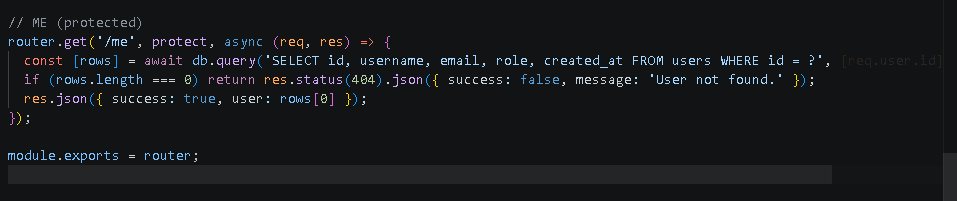 // ME (protected)
router.get('/me', protect, async (req, res) => {
  const [rows] = await db.query('SELECT id, username, email, role, created_at FROM users WHERE id = ?', [req.user.id]
  if (rows.length === 0) return res.status(404).json({ success: false, message: 'User not found.' });
  res.json({ success: true, user: rows[0] });
});

module.exports = router;